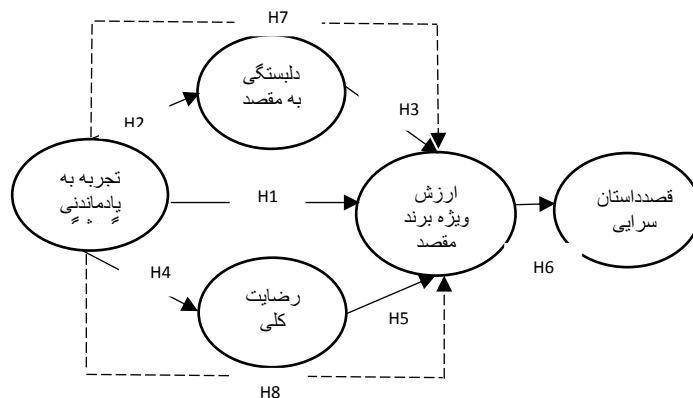 H7
دلبستگی
به مقصد
H2
H3
تجربه به
یادماندنی
H1
ارزش
ویژه برند
مقصد
قصدداستان
سرایی
H4
رضایت
کلی
H5
H6
H8